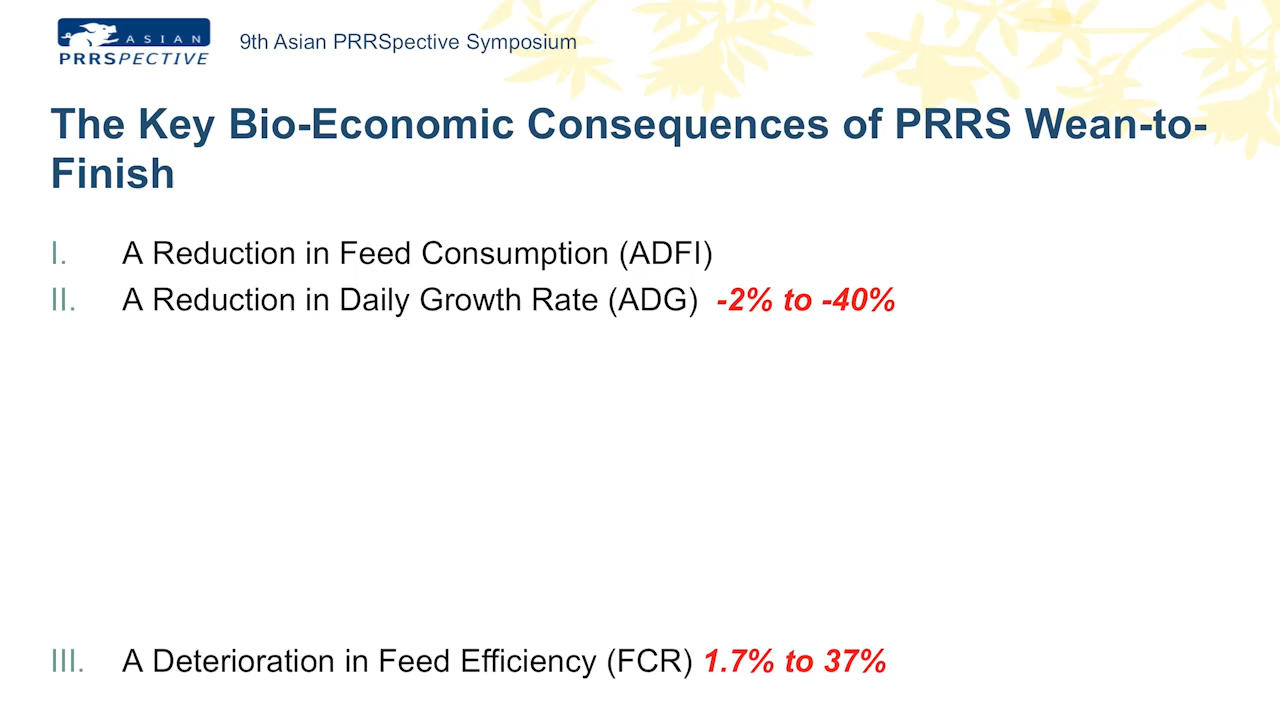 ASIAN
PRRSPECTIVE
9th Asian PRRSpective Symposium
The Key Bio-Economic Consequences of PRRS Wean-to-
Finish
I. A Reduction in Feed Consumption (ADFI)
II. A Reduction in Daily Growth Rate (ADG) -2% to -40%
III. A Deterioration in Feed Efficiency (FCR) 1.7% to 37%